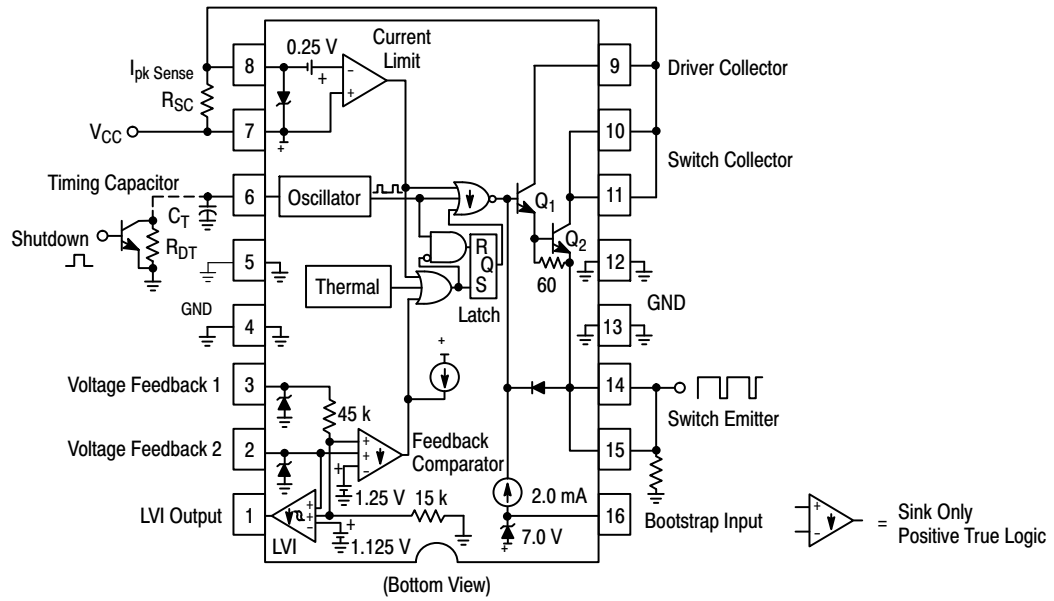 Current
Limit
0.25 V
+
−
+
+
Ipk Sense
RSC
VCC
8
7
9
Driver Collector
10
Switch Collector
11
Timing Capacitor
6
Oscillator
CT
Shutdown
RDT
5
Q1
Q2
60
12
R
Q
S
Latch
Thermal
GND
4
GND
13
+
Voltage Feedback 1
3
45 k
14
Switch Emitter
Voltage Feedback 2
2
+
+
−
+
Feedback
Comparator
15
1.25 V
15 k
2.0 mA
LVI Output
1
+
+
−
+
LVI
1.125 V
7.0 V
+
16
Bootstrap Input
+
−
= Sink Only
Positive True Logic
(Bottom View)